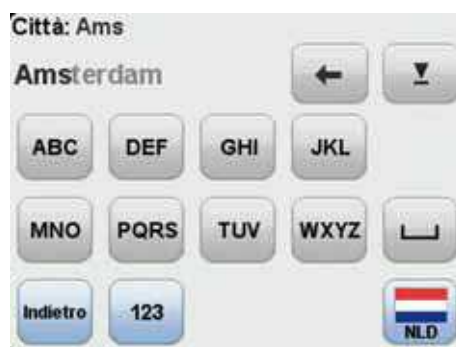 Città: Ams
Amsterdam
ABC DEF GHI JKL
MNO PQRS TUV WXYZ
Indietro 123 NLD